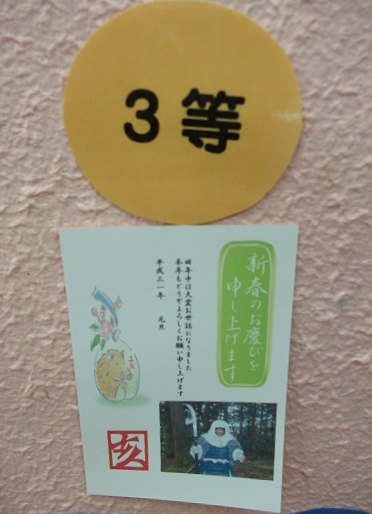 3等
新春のお慶びを
申し上げます
昨年中は大変お世話になりました
本年もどうぞよろしくお願い申し上げます
平成三一年 元旦
亥